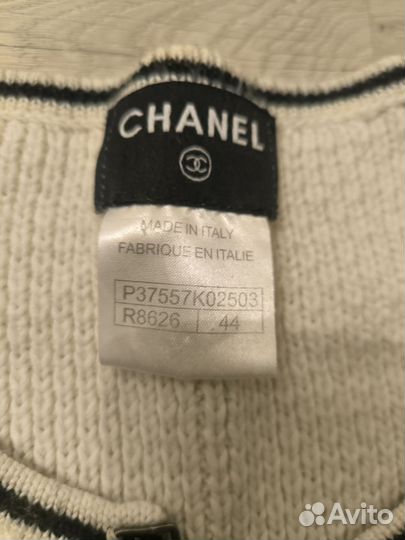 CHANEL
MADE IN ITALY
FABRIQUE EN ITALIE
P37557K02503
R8626 44
Avito